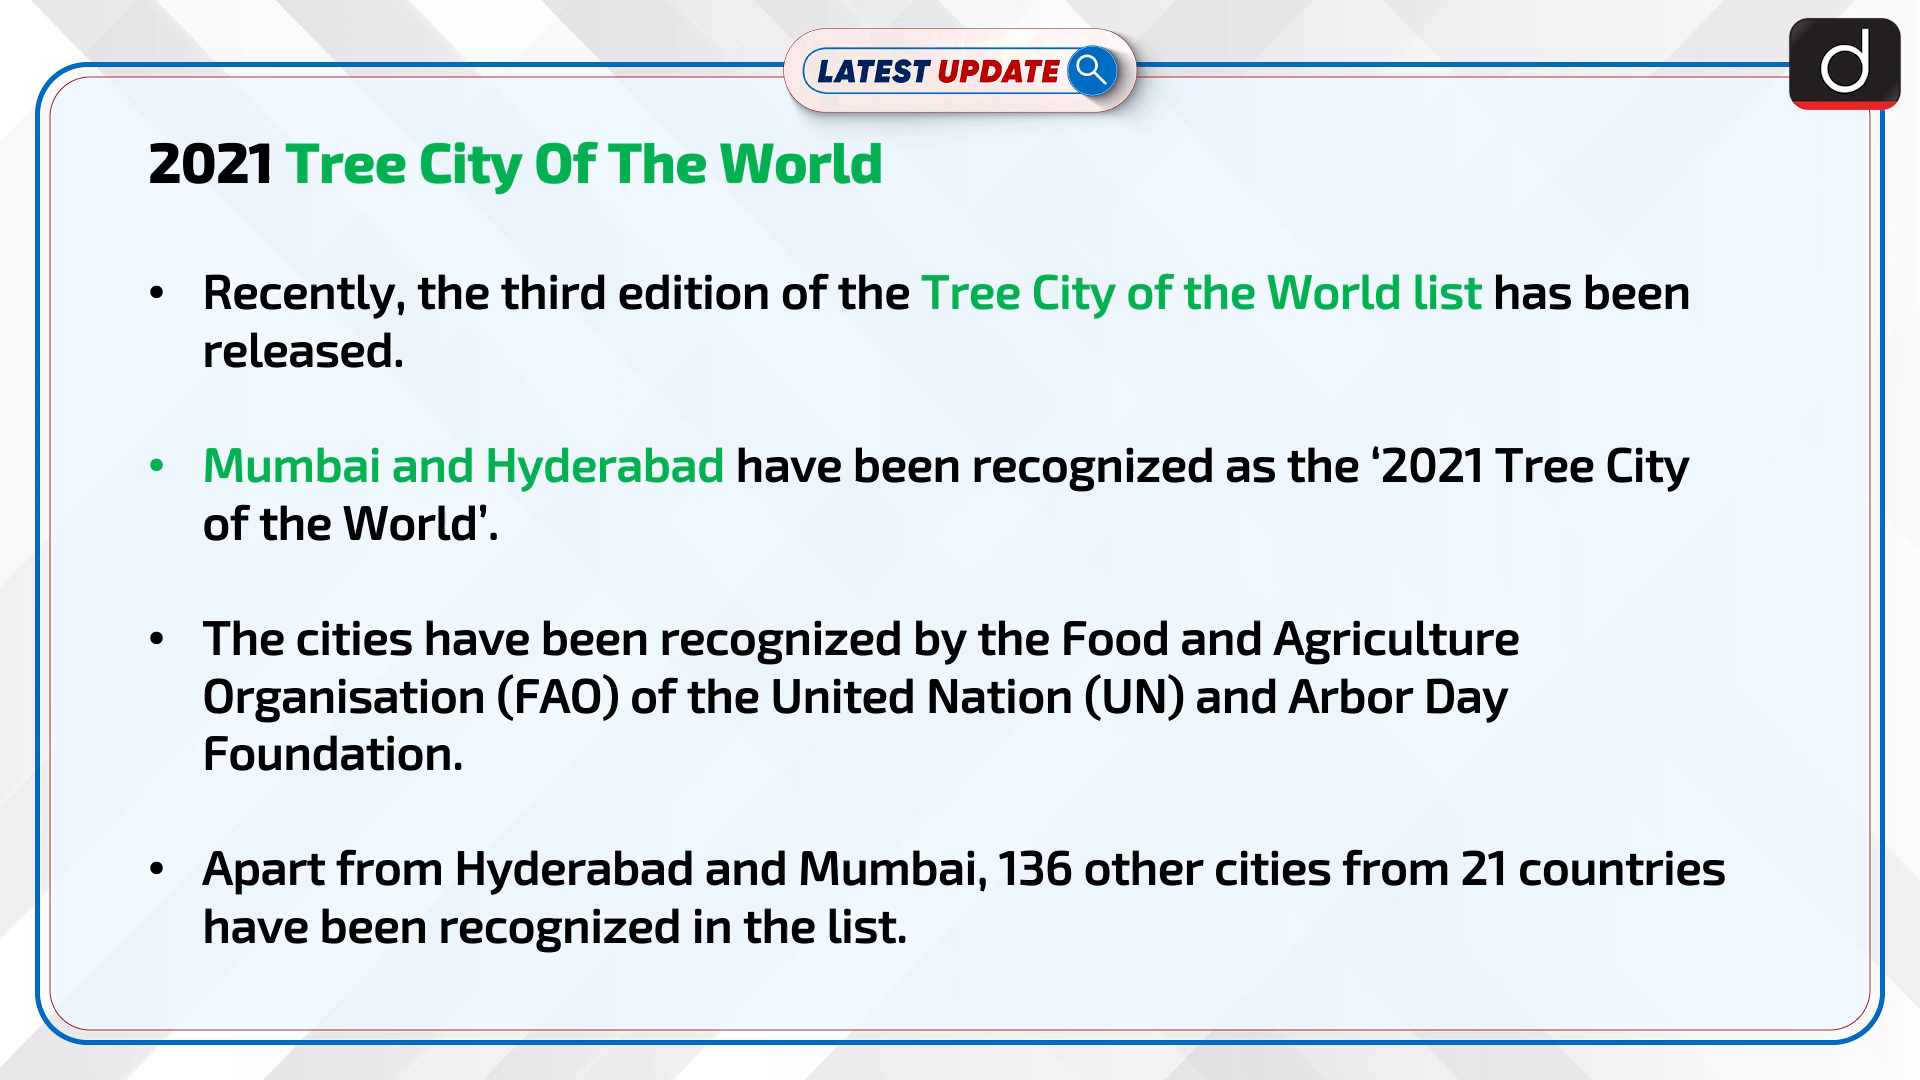 LATEST UPDATE
d
2021 Tree City Of The World
• Recently, the third edition of the Tree City of the World list has been
released.
• Mumbai and Hyderabad have been recognized as the ‘2021 Tree City
of the World’.
• The cities have been recognized by the Food and Agriculture
Organisation (FAO) of the United Nation (UN) and Arbor Day
Foundation.
• Apart from Hyderabad and Mumbai, 136 other cities from 21 countries
have been recognized in the list.